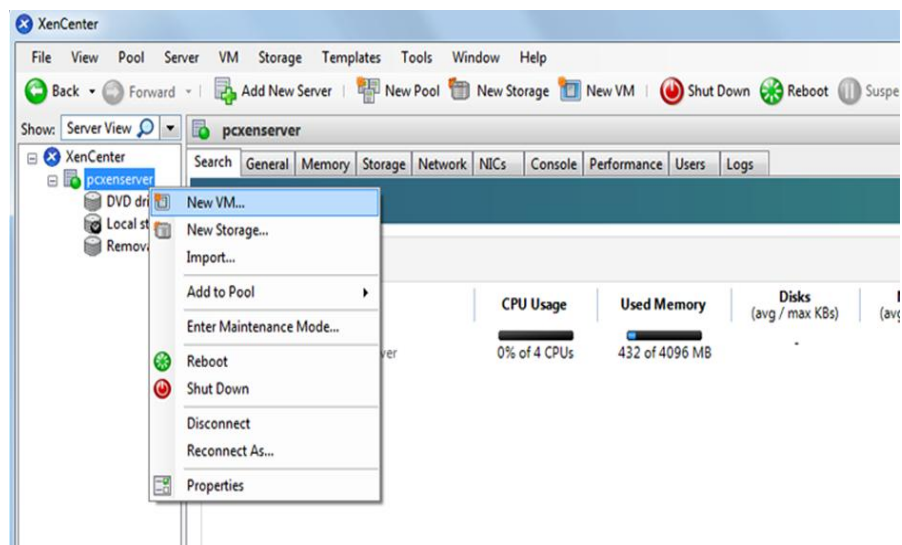 XenCenter
File View Pool Server VM Storage Templates Tools Window Help
Back Forward Add New Server New Pool New Storage New VM Shut Down Reboot Suspe
Show: Server View pcxenserver
XenCenter
pcxenserver
DVD dri
Local st
Remova
Search General Memory Storage Network NICs Console Performance Users Logs
New VM...
New Storage...
Import...
Add to Pool
Enter Maintenance Mode...
Reboot
Shut Down
Disconnect
Reconnect As...
Properties
CPU Usage Used Memory Disks
(avg / max KBs) (avg
ver 0% of 4 CPUs 432 of 4096 MB -